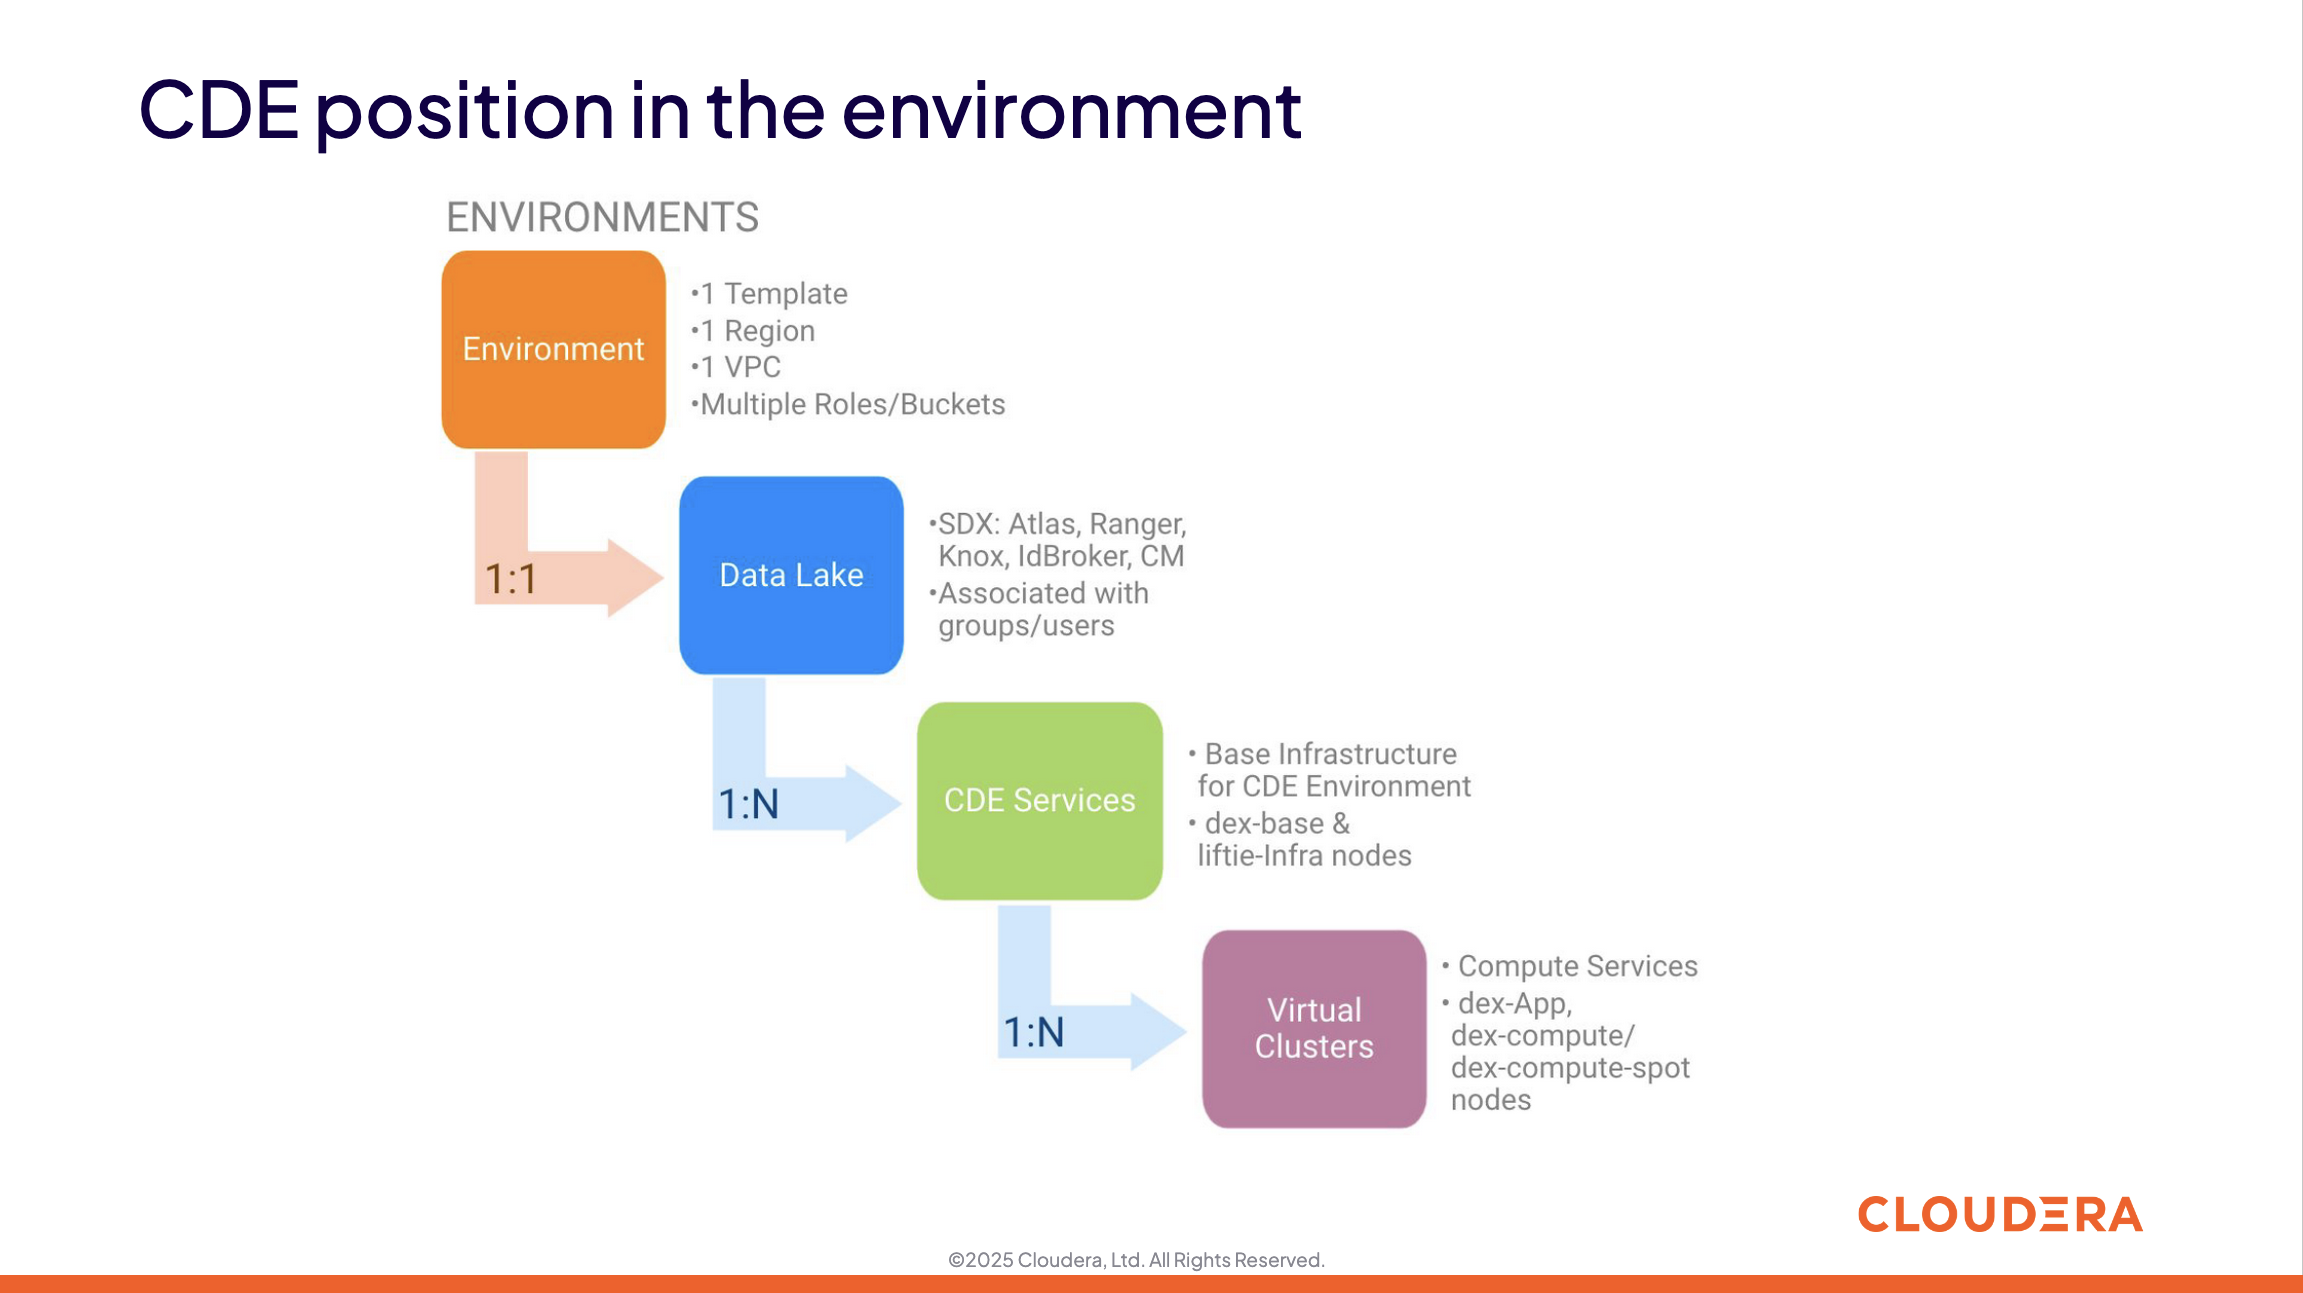 CDE position in the environment
ENVIRONMENTS
Environment
•1 Template
•1 Region
•1 VPC
•Multiple Roles/Buckets
1:1
Data Lake
•SDX: Atlas, Ranger,
Knox, IdBroker, CM
•Associated with
groups/users
1:N
CDE Services
• Base Infrastructure
for CDE Environment
• dex-base &
liftie-Infra nodes
1:N
Virtual
Clusters
• Compute Services
• dex-App,
dex-compute/
dex-compute-spot
nodes
CLOUDERA
©2025 Cloudera, Ltd. All Rights Reserved.